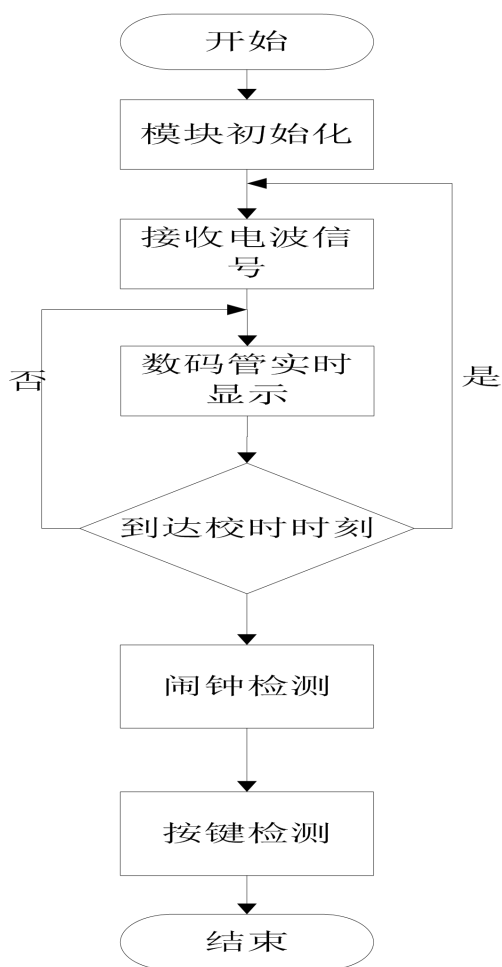 开始
模块初始化
接收电波信
号
数码管实时
显示
否
是
到达校时时刻
闹钟检测
按键检测
结束